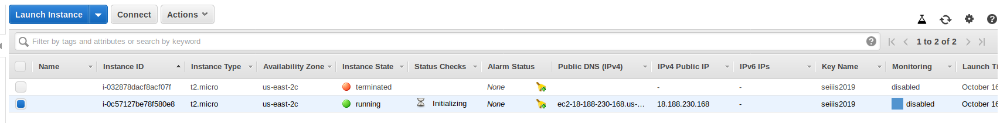 Launch Instance Connect Actions
Filter by tags and attributes or search by keyword ? 1 to 2 of 2
Name Instance ID Instance Type Availability Zone Instance State Status Checks Alarm Status Public DNS (IPv4) IPv4 Public IP IPv6 IPs Key Name Monitoring Launch Ti
i-032878dacf8acf07f t2.micro us-east-2c terminated None - - seiiis2019 disabled October 16
i-0c57127be78f580e8 t2.micro us-east-2c running Initializing None ec2-18-188-230-168.us-... 18.188.230.168 - seiiis2019 disabled October 16